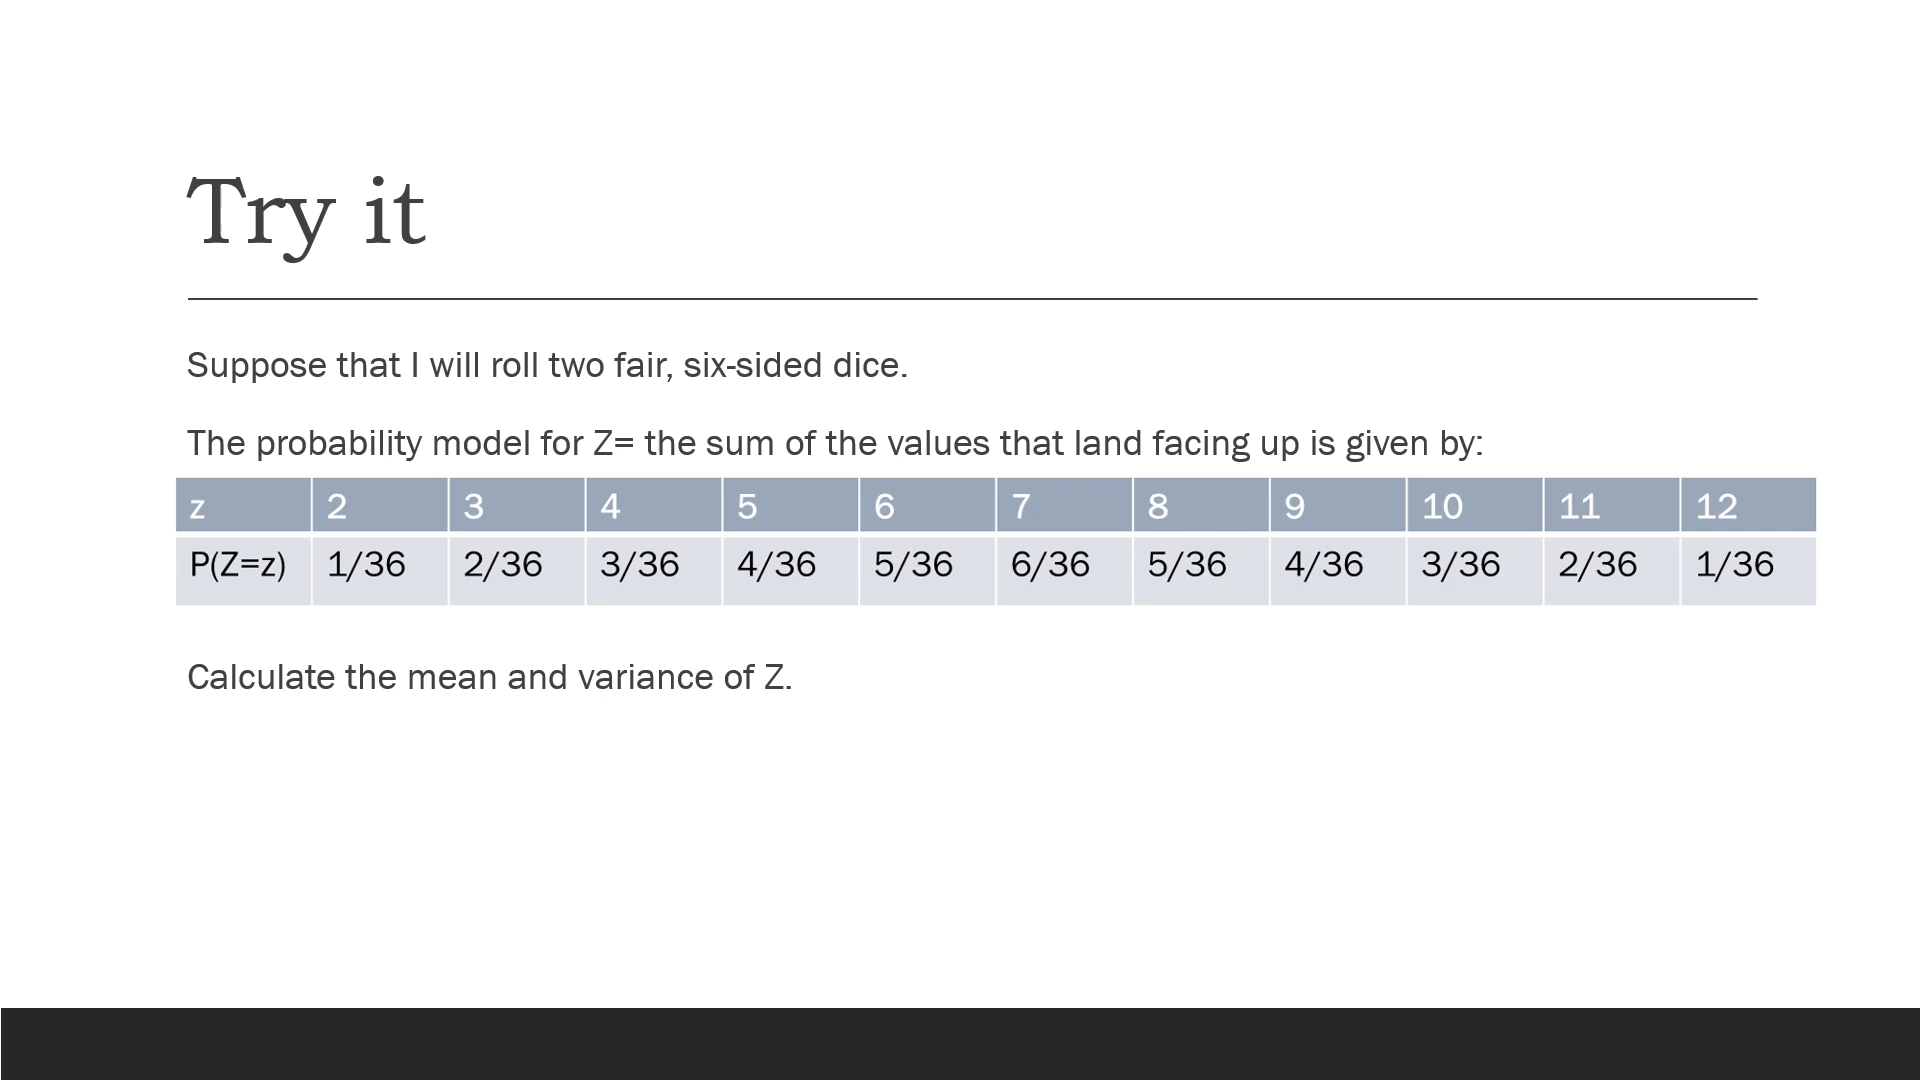 Try it
Suppose that I will roll two fair, six-sided dice.
The probability model for Z= the sum of the values that land facing up is given by:
z 2 3 4 5 6 7 8 9 10 11 12
P(Z=z) 1/36 2/36 3/36 4/36 5/36 6/36 5/36 4/36 3/36 2/36 1/36
Calculate the mean and variance of Z.